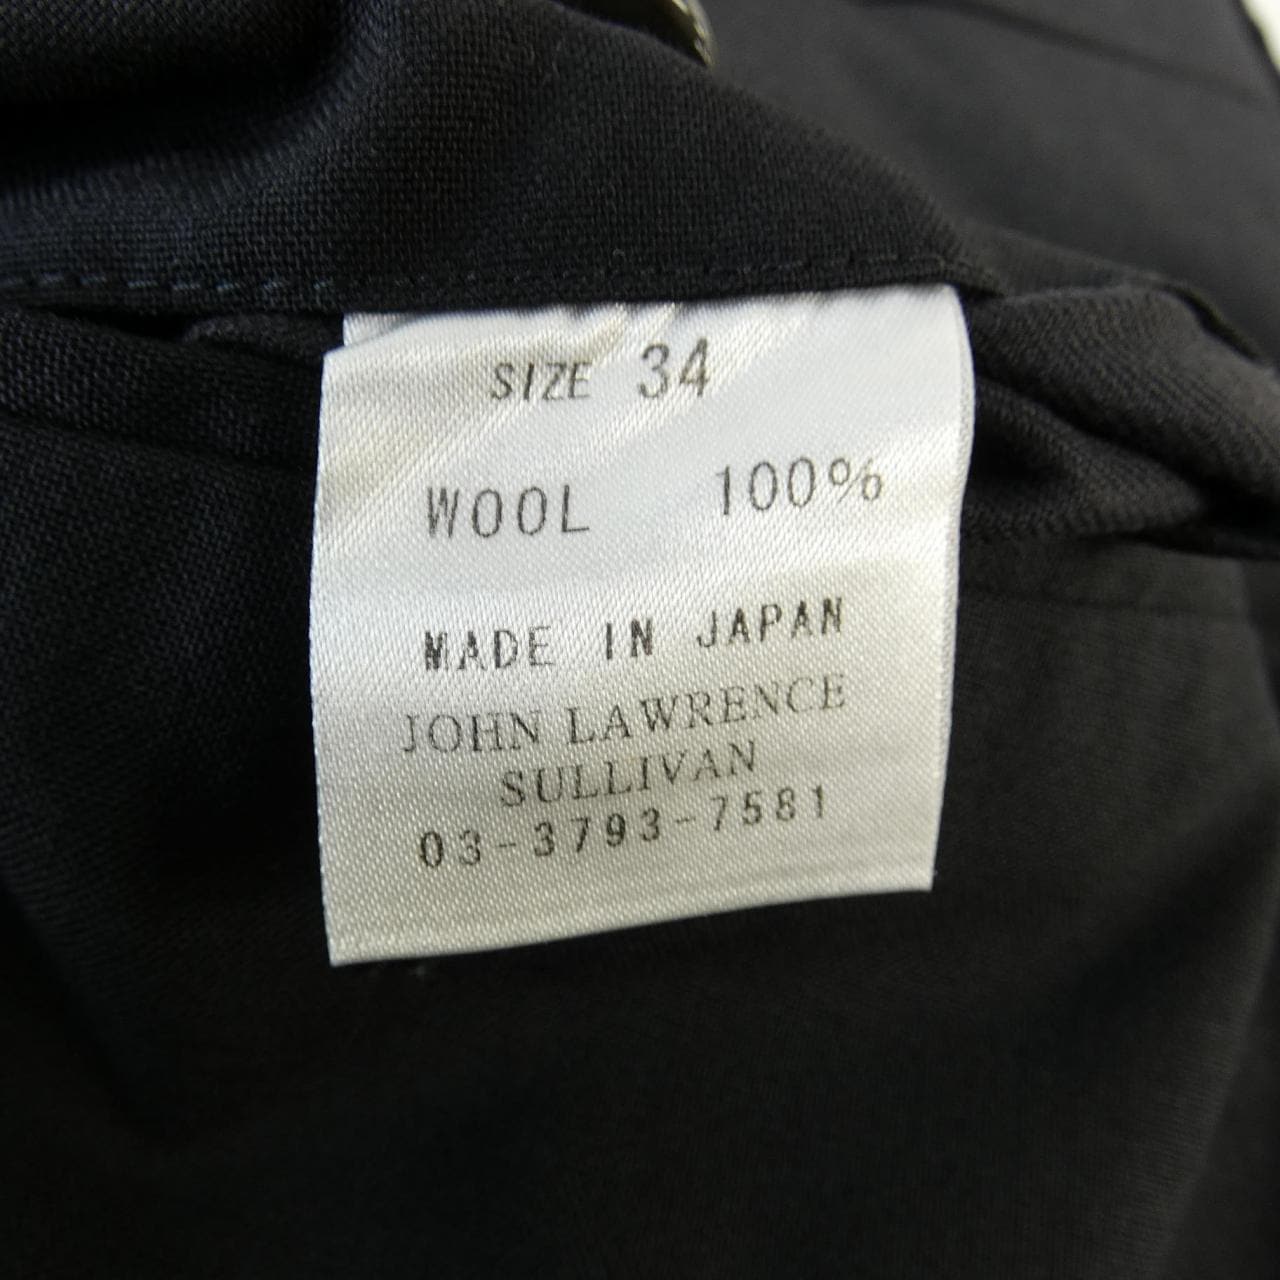 SIZE 34
WOOL 100%
MADE IN JAPAN
JOHN LAWRENCE
SULLIVAN
03-3793-7581